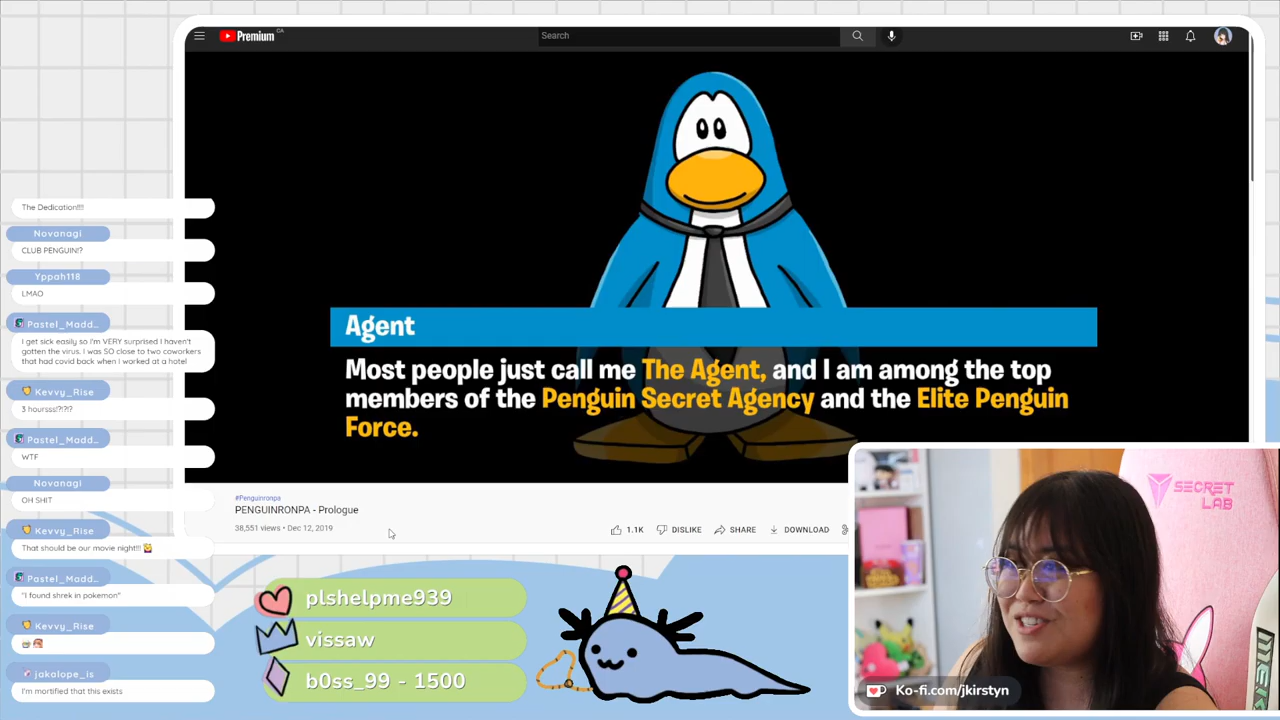 Premium CA
Search
The Dedication!!!!
Novanagi
CLUB PENGUIN!?
Yppah118
LMAO
Pastel_Madd...
I get sick easily so i'm VERY surprised I haven't
gotten the virus. I was SO close to two coworkers
that had covid back when i worked at a hotel
Kevvy_Rise
3 hoursss!?!?!?
Pastel_Madd...
WTF
Novanagi
OH SHIT
Kevvy_Rise
That should be our movie night!!!
Pastel_Madd...
"I found shrek in pokemon"
Kevvy_Rise
jakalope_is
I'm mortified that this exists
Agent
Most people just call me The Agent, and I am among the top
members of the Penguin Secret Agency and the Elite Penguin
Force.
#Penguinronpa
PENGUINRONPA - Prologue
38,551 views • Dec 12, 2019
1.1K DISLIKE SHARE DOWNLOAD
plshelpme939
vissaw
b0ss_99 - 1500
SECRET
LAB
Ko-fi.com/jkirstyn